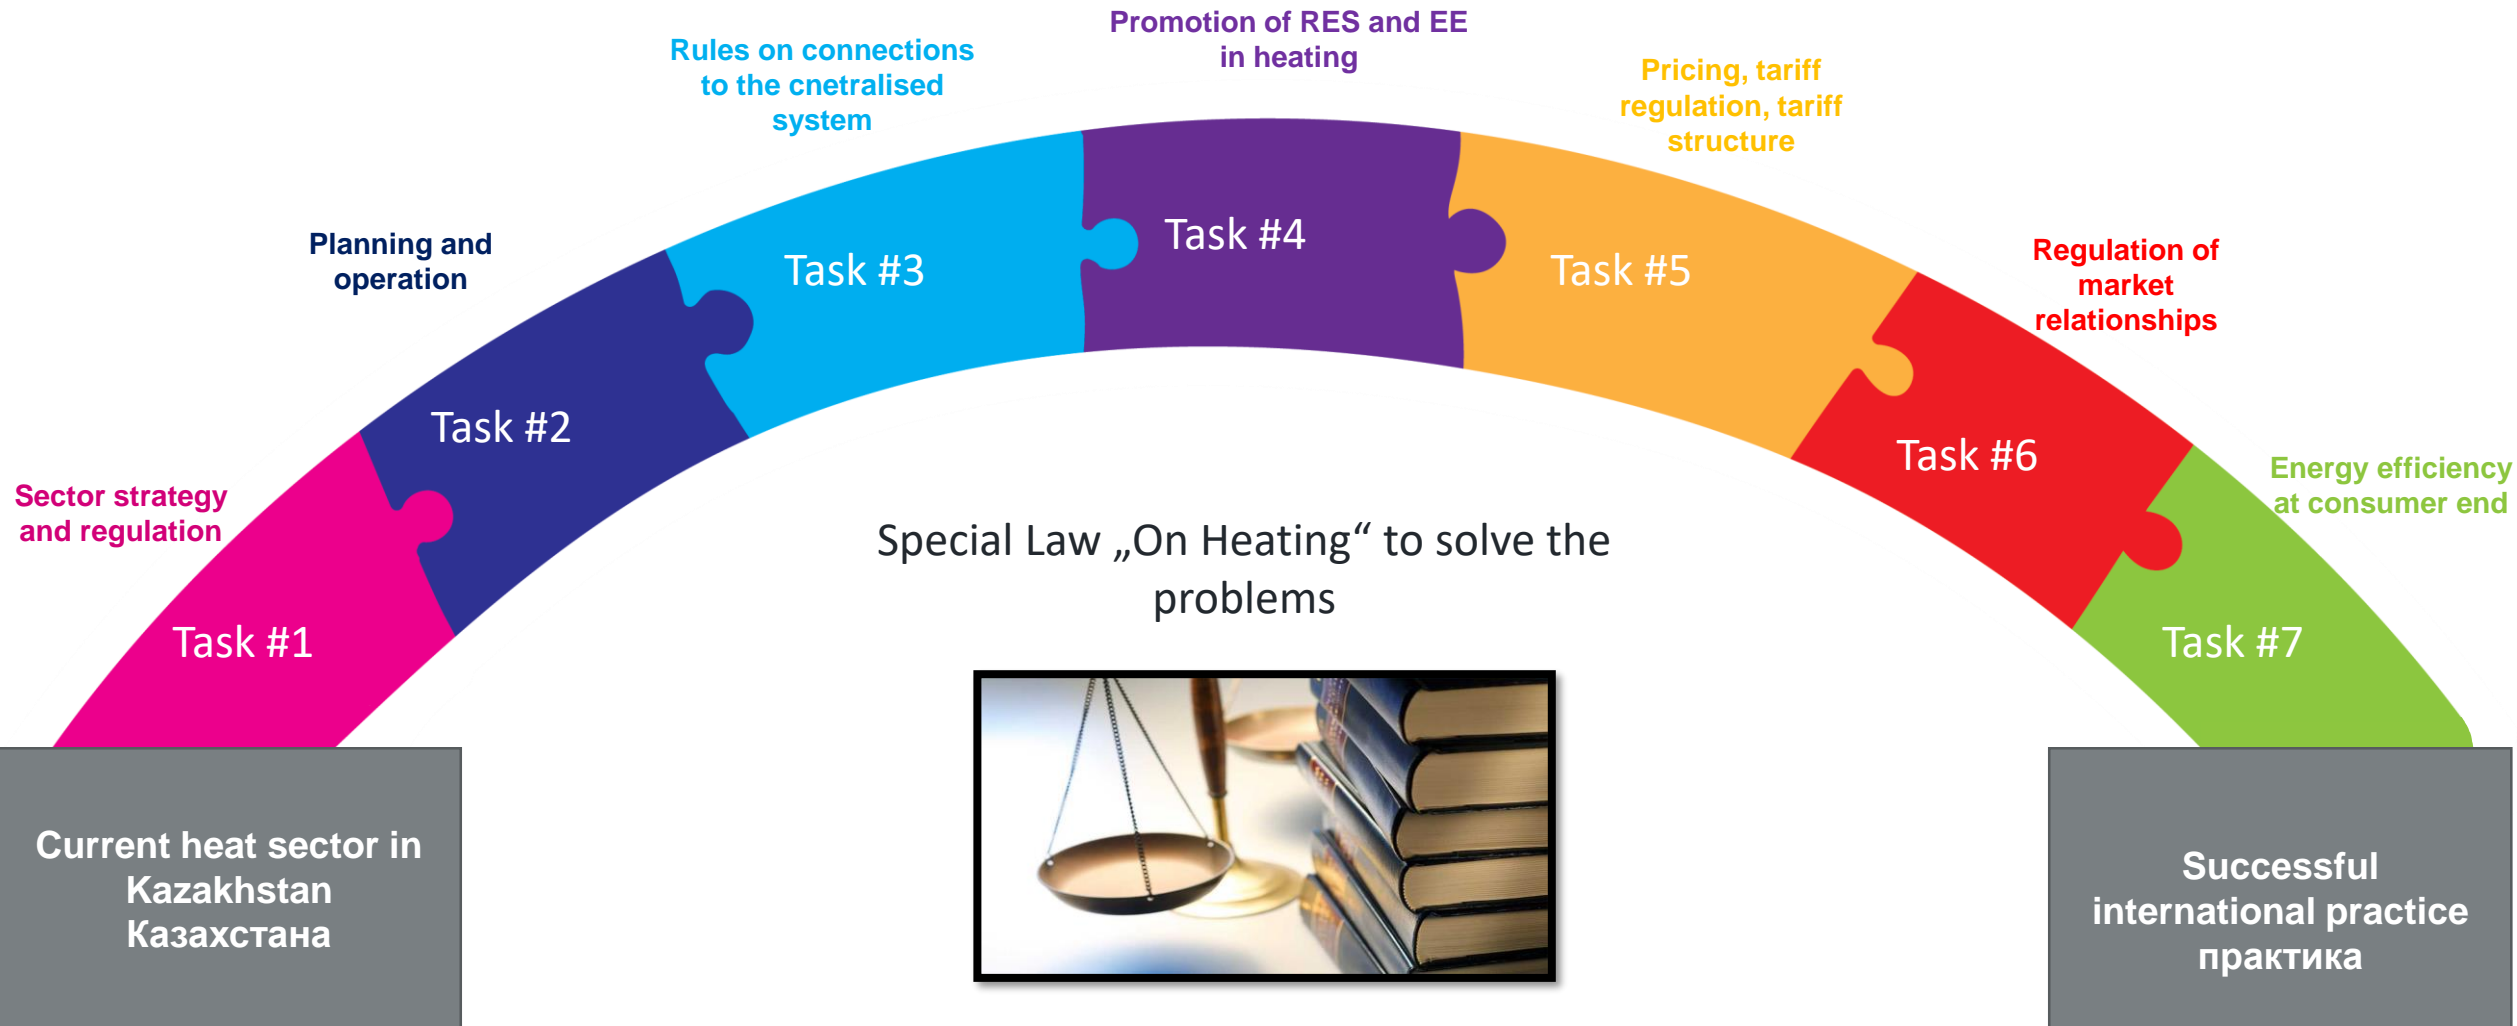 Promotion of RES and EE
in heating
Rules on connections
to the cnetralised
system
Pricing, tariff
regulation, tariff
structure
Planning and
operation
Regulation of
market
relationships
Sector strategy
and regulation
Energy efficiency
at consumer end
Task #1
Task #2
Task #3
Task #4
Task #5
Task #6
Task #7
Special Law „On Heating“ to solve the
problems
Current heat sector in
Kazakhstan
Казахстана
Successful
international practice
практика